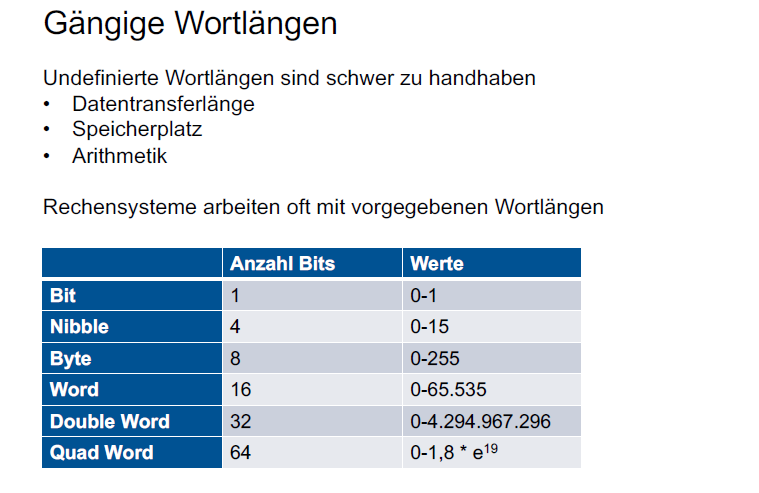 Gängige Wortlängen
Undefinierte Wortlängen sind schwer zu handhaben
• Datentransferlänge
• Speicherplatz
• Arithmetik
Rechensysteme arbeiten oft mit vorgegebenen Wortlängen
Anzahl Bits Werte
Bit 1 0-1
Nibble 4 0-15
Byte 8 0-255
Word 16 0-65.535
Double Word 32 0-4.294.967.296
Quad Word 64 0-1,8 * e¹⁹